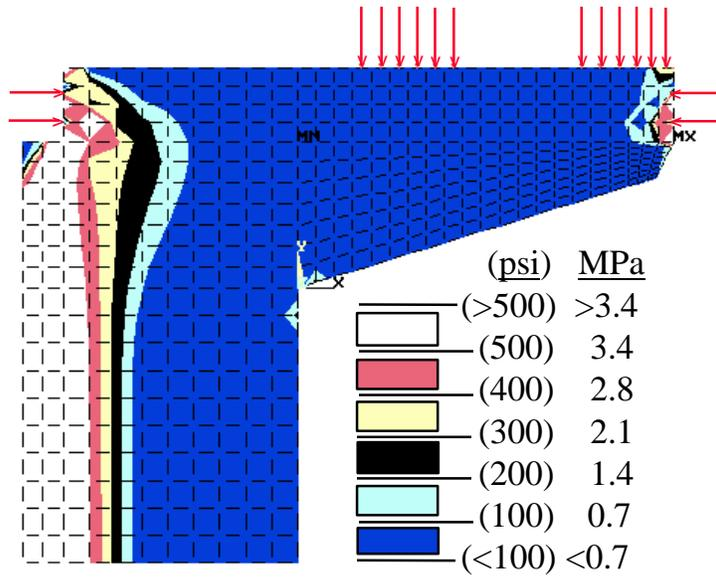 MN
MX
Y
X
(psi) MPa
(>500) >3.4
(500) 3.4
(400) 2.8
(300) 2.1
(200) 1.4
(100) 0.7
(<100) <0.7